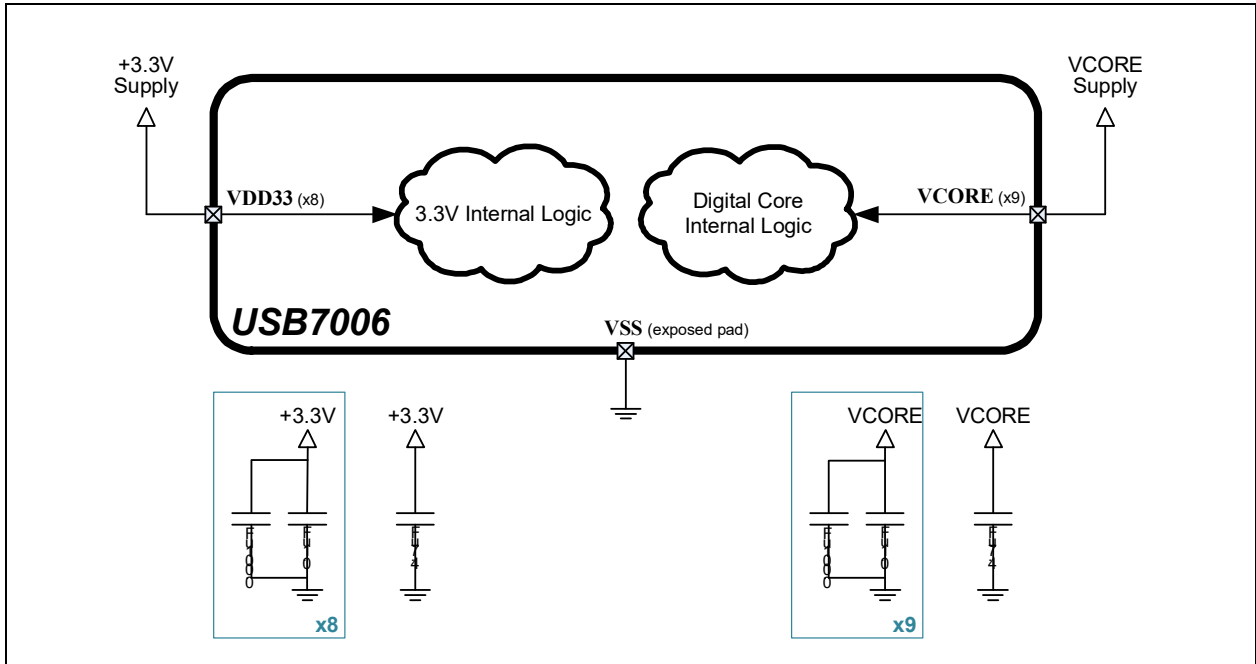 +3.3V
Supply
VCORE
Supply
VDD33 (x8)
3.3V Internal Logic
Digital Core
Internal Logic
VCORE (x9)
USB7006
VSS (exposed pad)
+3.3V
+3.3V
VCORE
VCORE
x8
x9